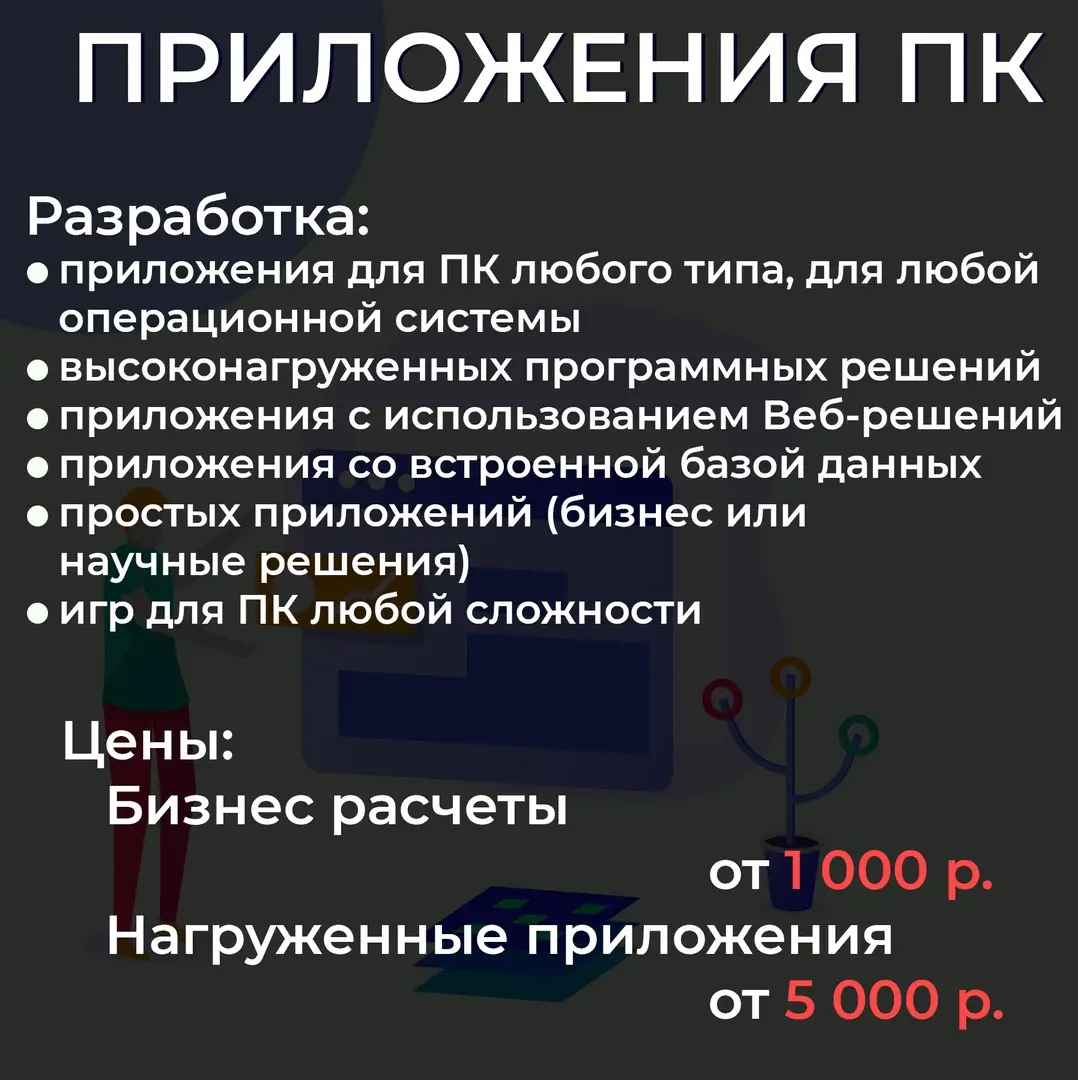 ПРИЛОЖЕНИЯ ПК
Разработка:
● приложения для ПК любого типа, для любой
операционной системы
● высоконагруженных программных решений
● приложения с использованием Веб-решений
● приложения со встроенной базой данных
● простых приложений (бизнес или
научные решения)
● игр для ПК любой сложности
Цены:
Бизнес расчеты
от 1 000 р.
Нагруженные приложения
от 5 000 р.